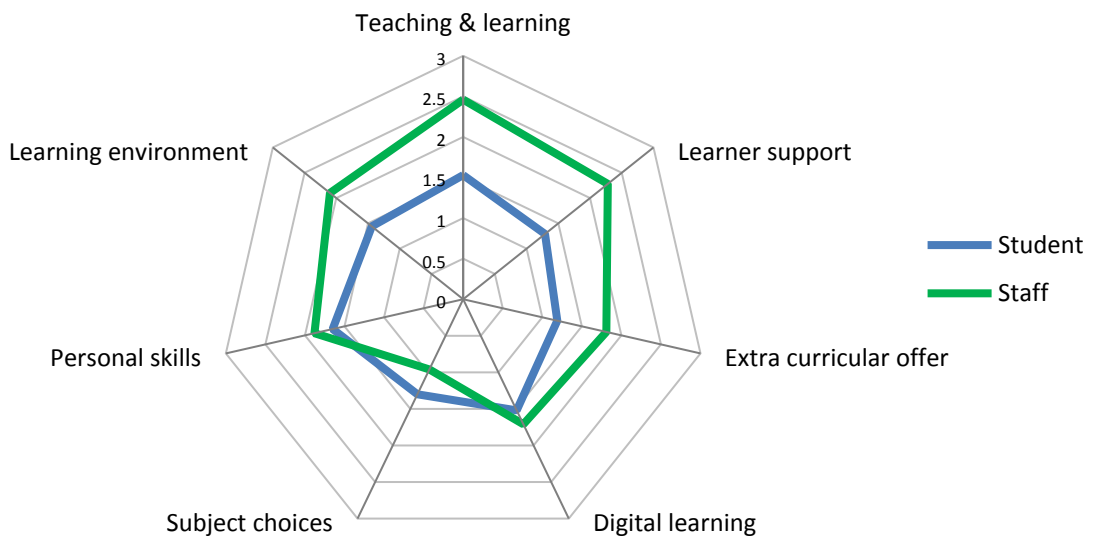 Teaching & learning
3
2.5
2
1.5
1
0.5
0
Learning environment
Learner support
Student
Staff
Personal skills
Extra curricular offer
Subject choices
Digital learning